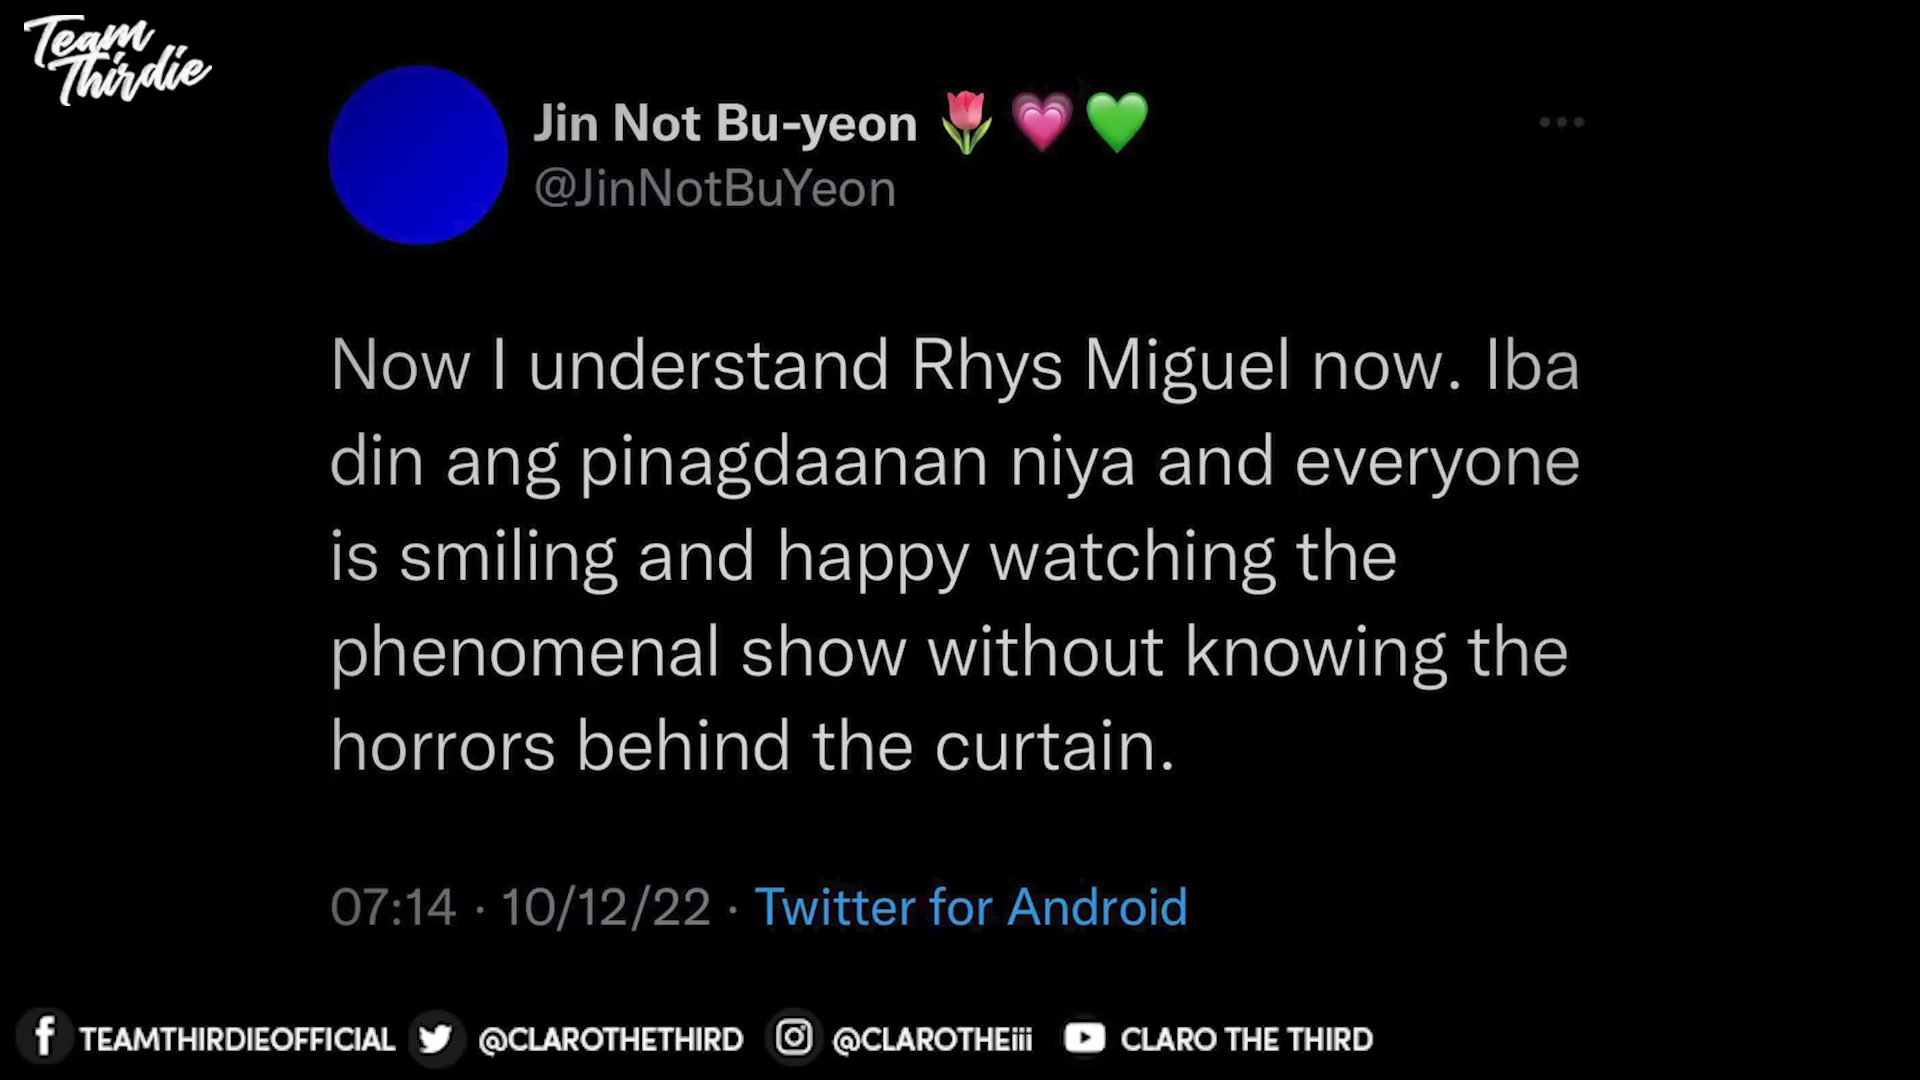 Team
Thirdie
Jin Not Bu-yeon 🌷 💗 💚
@JinNotBuYeon
Now I understand Rhys Miguel now. Iba
din ang pinagdaanan niya and everyone
is smiling and happy watching the
phenomenal show without knowing the
horrors behind the curtain.
07:14 · 10/12/22 · Twitter for Android
TEAMTHIRDIEOFFICIAL @CLAROTHETHIRD @CLAROTHEiii CLARO THE THIRD